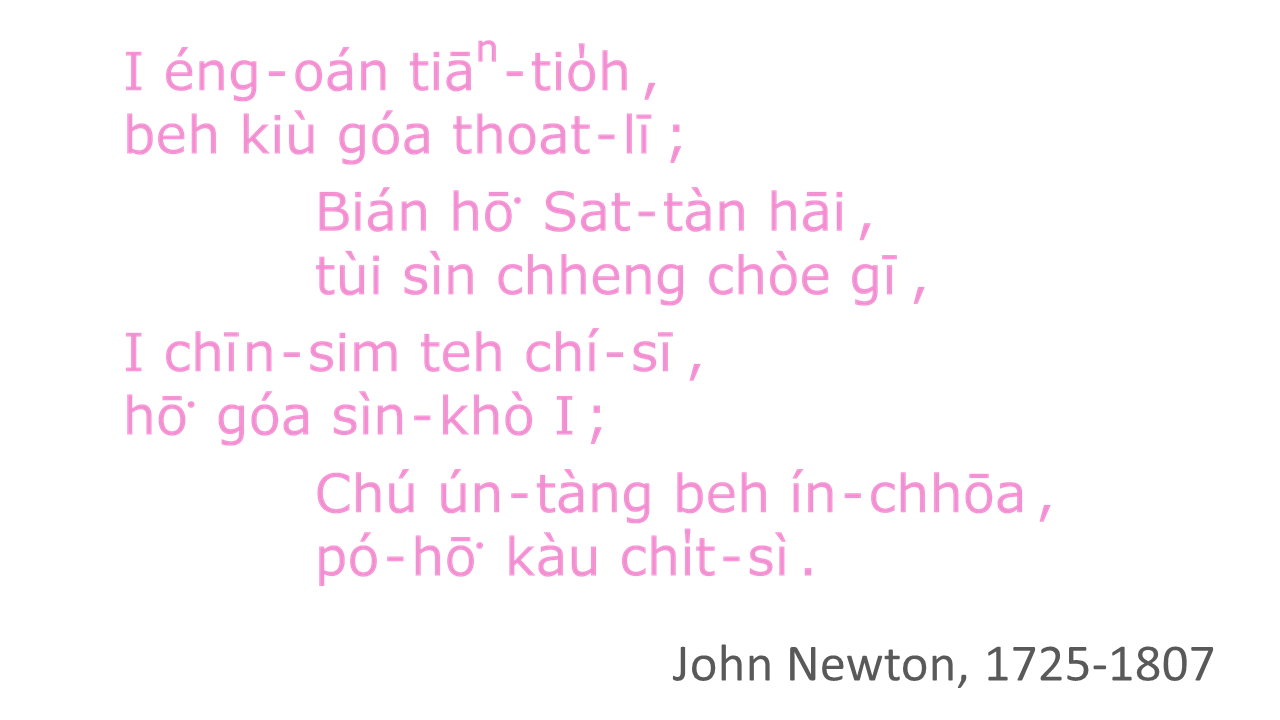 I éng-oán tiāⁿ-tio̍h,
beh kiù góa thoat-lī;
Bián hō͘ Sat-tàn hāi,
tùi sìn chheng chòe gī,
I chīn-sim teh chí-sī,
hō͘ góa sìn-khò I;
Chú ún-tàng beh ín-chhōa,
pó-hō͘ kàu chi̍t-sì.
John Newton, 1725-1807